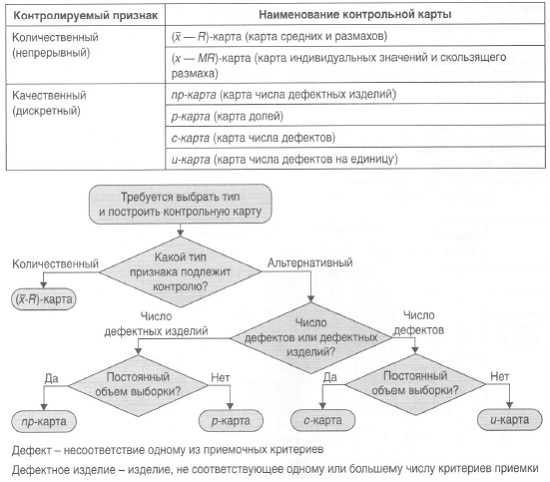 Контролируемый признак
Наименование контрольной карты
Количественный
(непрерывный)
(x̄ — R)-карта (карта средних и размахов)
(x — MR)-карта (карта индивидуальных значений и скользящего
размаха)
Качественный
(дискретный)
np-карта (карта числа дефектных изделий)
p-карта (карта долей)
c-карта (карта числа дефектов)
u-карта (карта числа дефектов на единицу)
Требуется выбрать тип
и построить контрольную карту
Какой тип
признака подлежит
контролю?
Количественный
Альтернативный
(x̄-R)-карта
Число
дефектных изделий
Число
дефектов или дефектных
изделий?
Число
дефектов
Да
Постоянный
объем выборки?
Нет
Да
Постоянный
объем выборки?
Нет
np-карта
p-карта
c-карта
u-карта
Дефект – несоответствие одному из приемочных критериев
Дефектное изделие – изделие, не соответствующее одному или большему числу критериев приемки